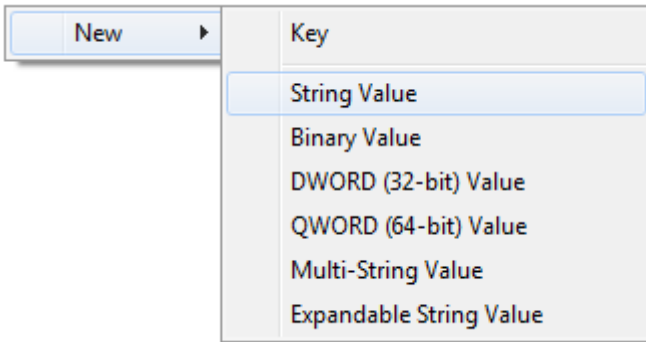 New
Key
String Value
Binary Value
DWORD (32-bit) Value
QWORD (64-bit) Value
Multi-String Value
Expandable String Value